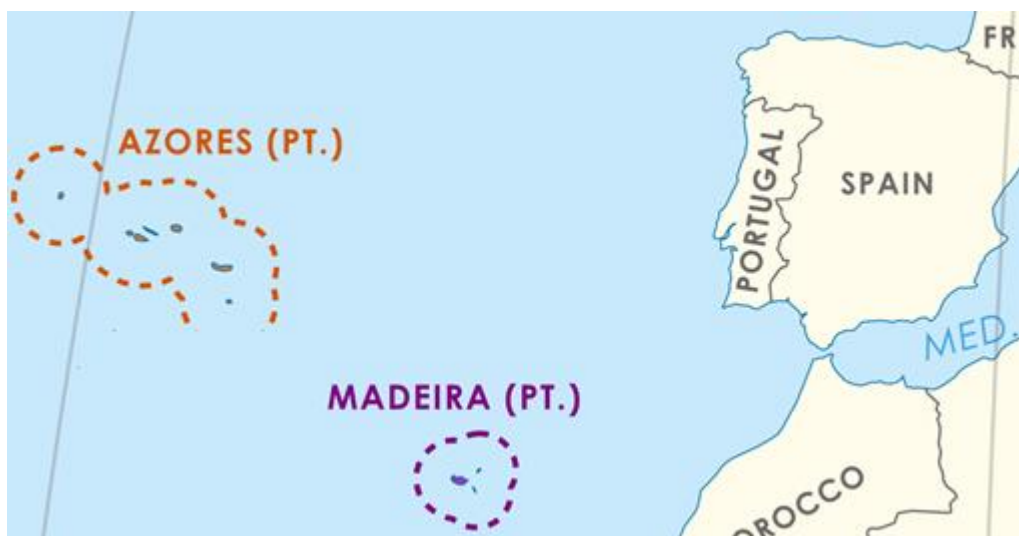 FR
AZORES (PT.)
PORTUGAL
SPAIN
MED.
MADEIRA (PT.)
OROCCO